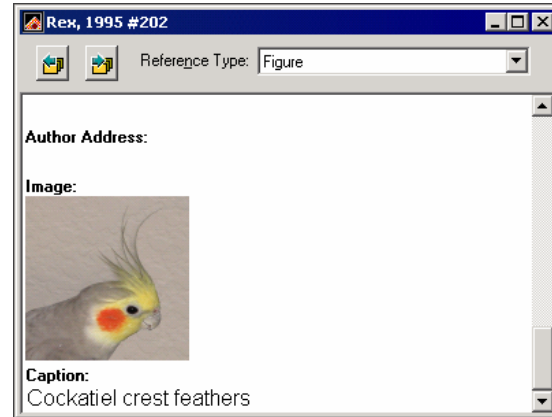 Rex, 1995 #202
Reference Type: Figure
Author Address:
Image:
Caption:
Cockatiel crest feathers